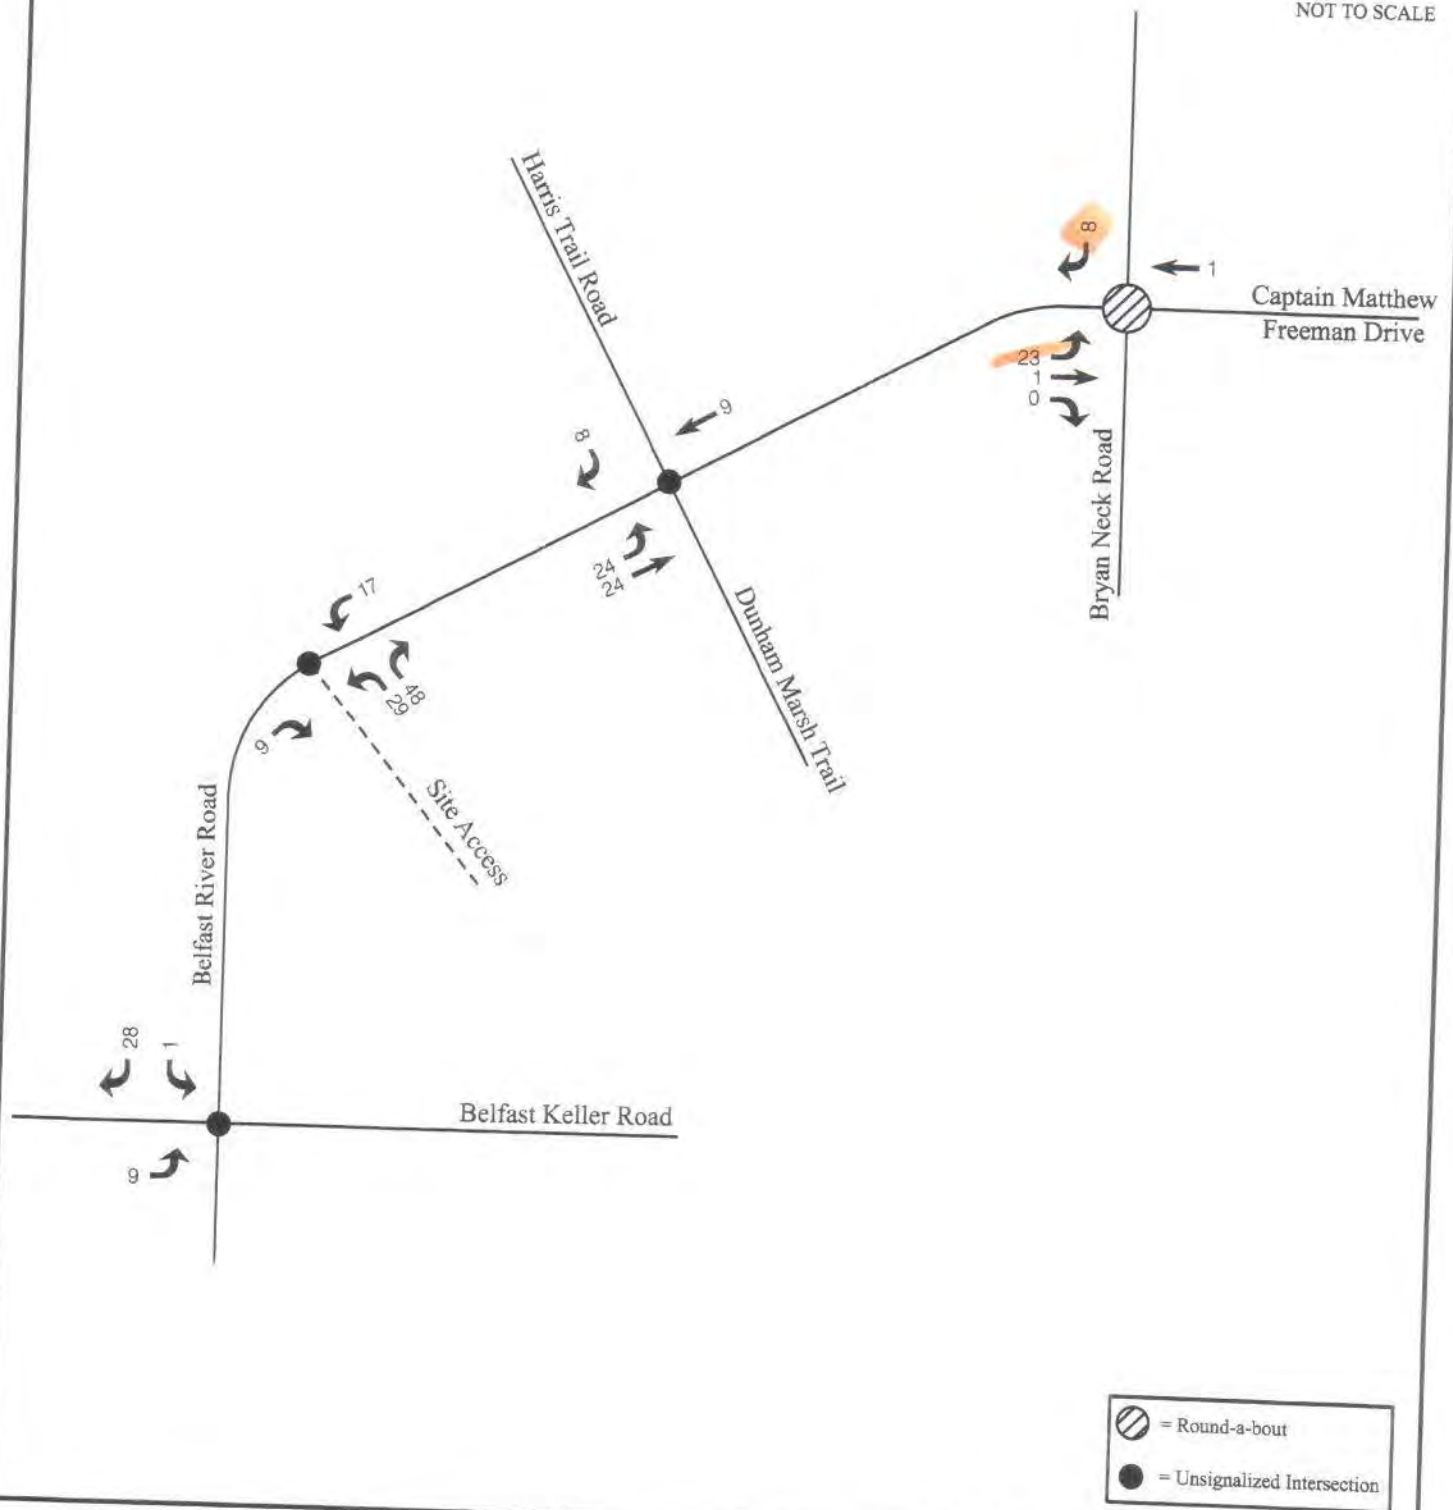 NOT TO SCALE
Harris Trail Road
8
1
Captain Matthew
Freeman Drive
23
1
0
9
8
Bryan Neck Road
24
24
17
Dunham Marsh Trail
48
29
9
Site Access
Belfast River Road
28
1
Belfast Keller Road
9
= Round-a-bout
= Unsignalized Intersection